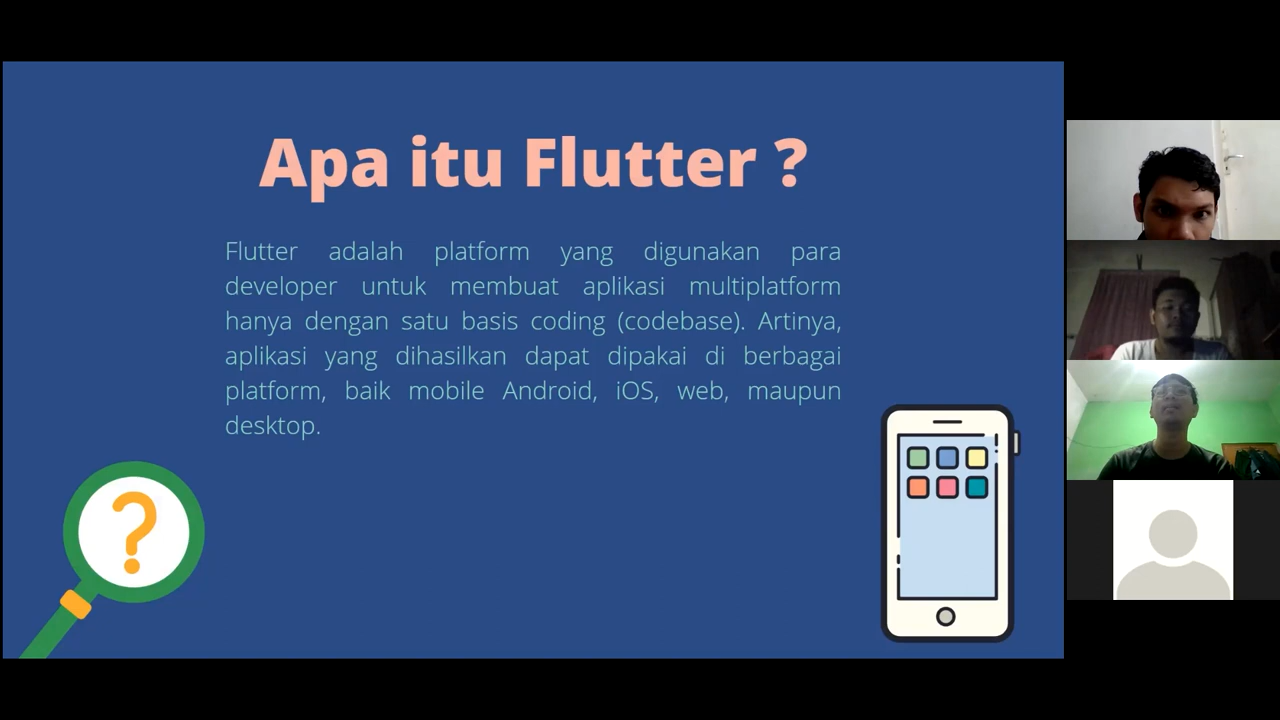 Apa itu Flutter ?
Flutter adalah platform yang digunakan para
developer untuk membuat aplikasi multiplatform
hanya dengan satu basis coding (codebase). Artinya,
aplikasi yang dihasilkan dapat dipakai di berbagai
platform, baik mobile Android, iOS, web, maupun
desktop.
?